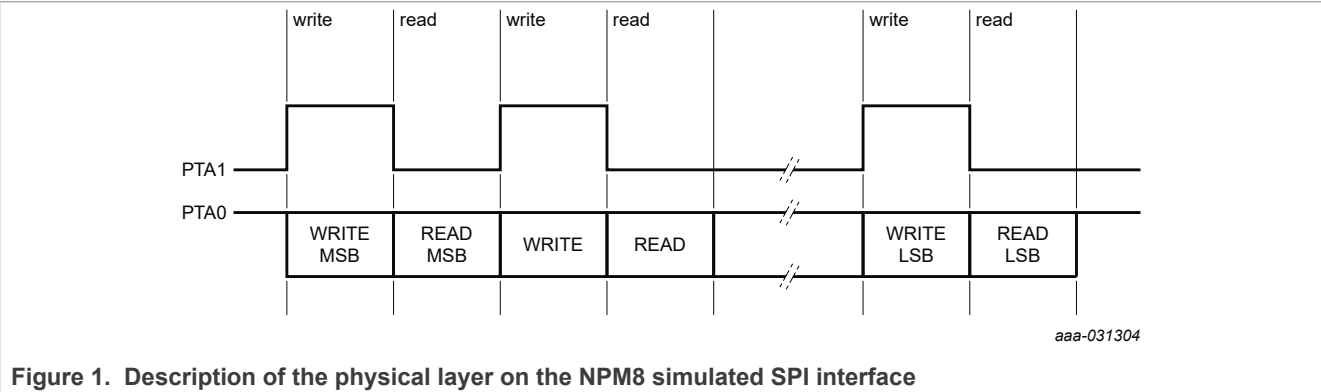 write read write read write read
PTA1
PTA0
WRITE MSB READ MSB WRITE READ WRITE LSB READ LSB
aaa-031304
Figure 1. Description of the physical layer on the NPM8 simulated SPI interface